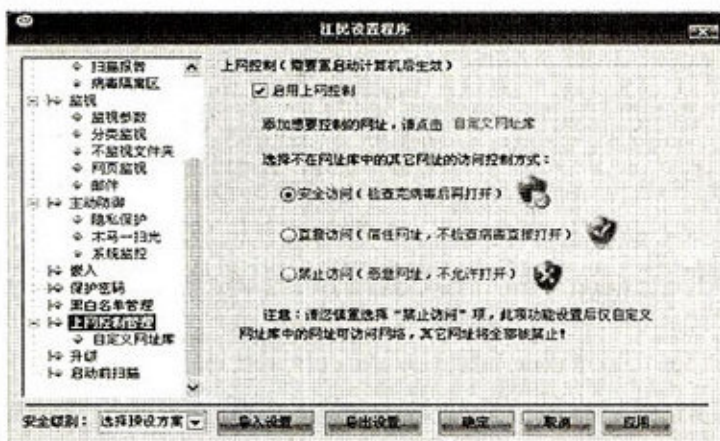 江民设置程序
扫描报告
病毒隔离区
监视
监视参数
分类监视
不监视文件夹
网页监视
邮件
主动防御
隐私保护
木马一扫光
系统监控
嵌入
保护密码
黑白名单管理
上网控制管理
自定义网址库
升级
启动前扫描
上网控制(需要重启动计算机后生效)
启用上网控制
添加想要控制的网址,请点击 自定义网址库
选择不在网址库中的其它网址的访问控制方式:
安全访问(检查完病毒后再打开)
直接访问(信任网址,不检查病毒直接打开)
禁止访问(恶意网址,不允许打开)
注意:请您慎重选择“禁止访问”项,此项功能设置后仅自定义
网址库中的网址可访问网络,其它网址将全部被禁止!
安全级别: 选择预设方案 导入设置 导出设置 确定 取消 应用